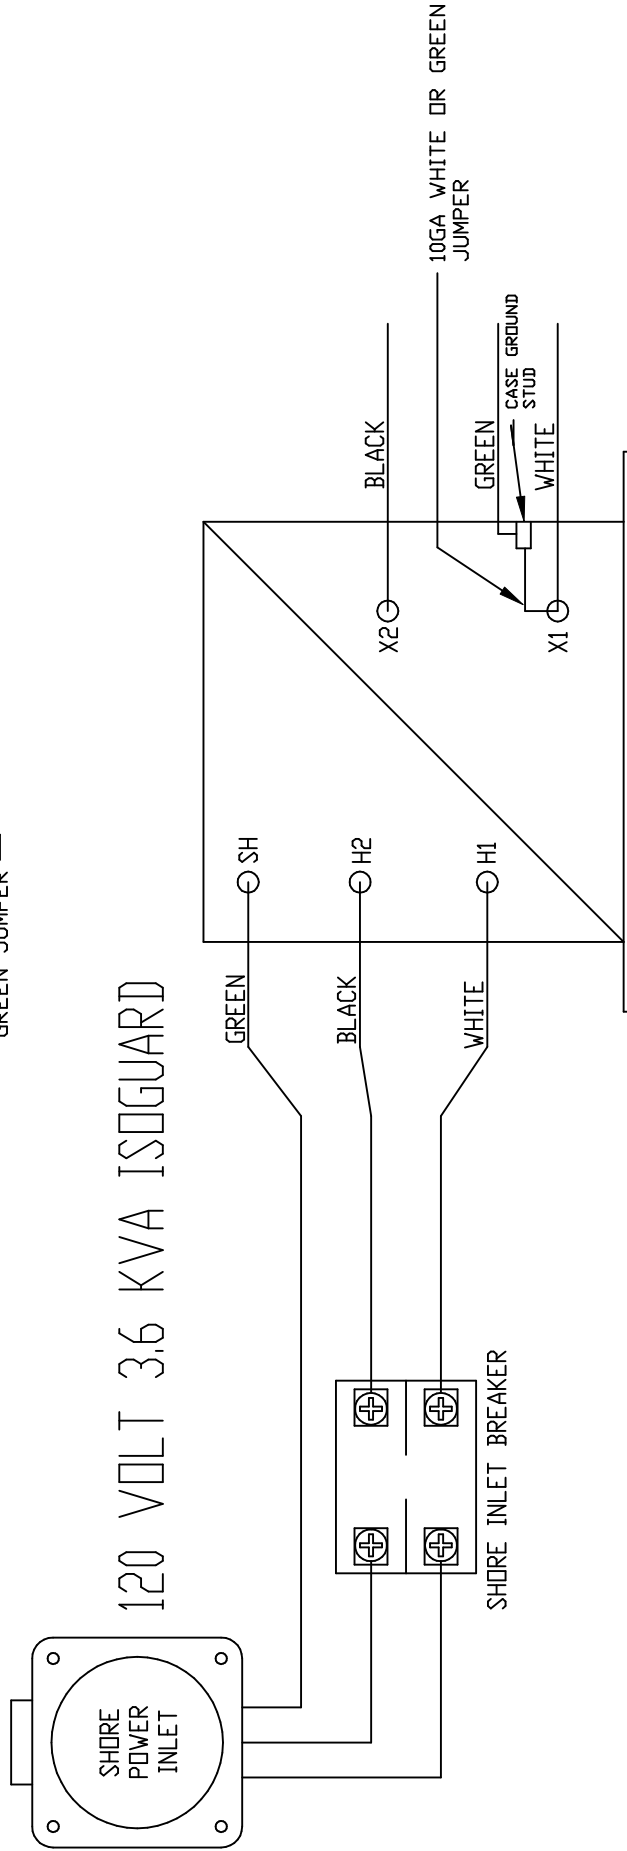 GREEN JUMPER
120 VOLT 3.6 KVA ISOGUARD
SHORE
POWER
INLET
SHORE INLET BREAKER
GREEN
BLACK
WHITE
SH
H2
H1
X2
X1
BLACK
GREEN
WHITE
CASE GROUND
STUD
10GA WHITE OR GREEN
JUMPER